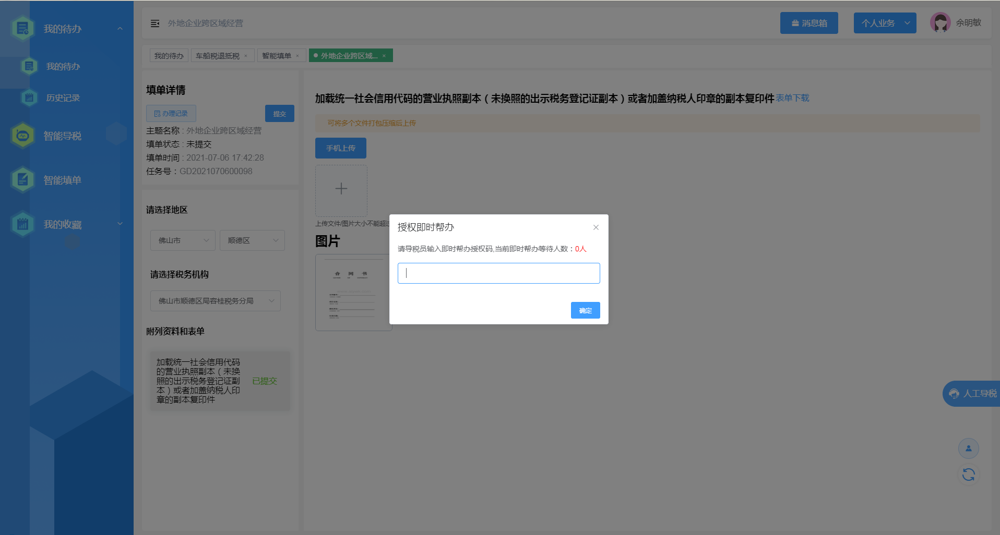 我的待办
我的待办
历史记录
智能导税
智能填单
我的收藏
外地企业跨区域经营
消息箱
个人业务
余明敏
我的待办
车船税退抵税 ×
智能填单 ×
外地企业跨区域... ×
填单详情
办理记录
提交
主题名称 : 外地企业跨区域经营
填单状态 : 未提交
填单时间 : 2021-07-06 17:42:28
任务号：GD2021070600098
请选择地区
佛山市
顺德区
请选择税务机构
佛山市顺德区局容桂税务分局
附列资料和表单
加载统一社会信用代码
的营业执照副本（未换
照的出示税务登记证副
本）或者加盖纳税人印
章的副本复印件
已提交
加载统一社会信用代码的营业执照副本（未换照的出示税务登记证副本）或者加盖纳税人印章的副本复印件 表单下载
可将多个文件打包压缩后上传
手机上传
上传文件/图片大小不能超过
图片
合 同 书
授权即时帮办
请导税员输入即时帮办授权码,当前即时帮办等待人数：0人
确定
人工导税